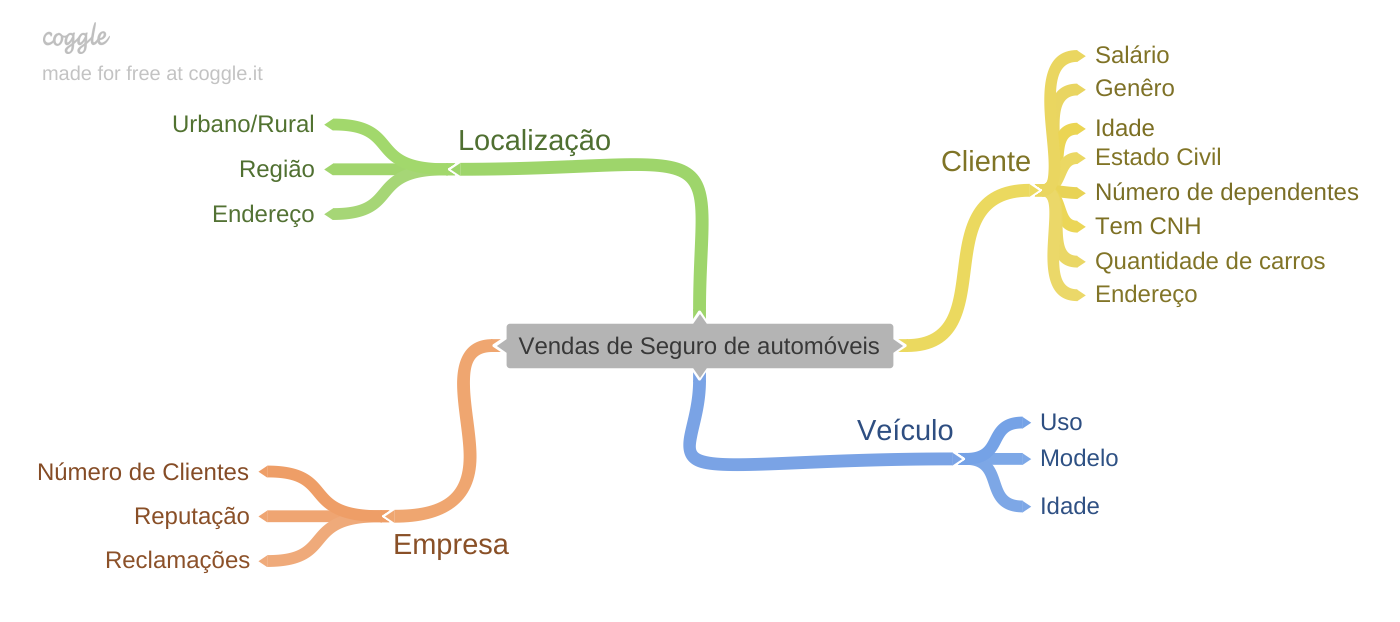 coggle
made for free at coggle.it
Urbano/Rural
Região
Endereço
Localização
Cliente
Salário
Genêro
Idade
Estado Civil
Número de dependentes
Tem CNH
Quantidade de carros
Endereço
Vendas de Seguro de automóveis
Veículo
Uso
Modelo
Idade
Número de Clientes
Reputação
Reclamações
Empresa